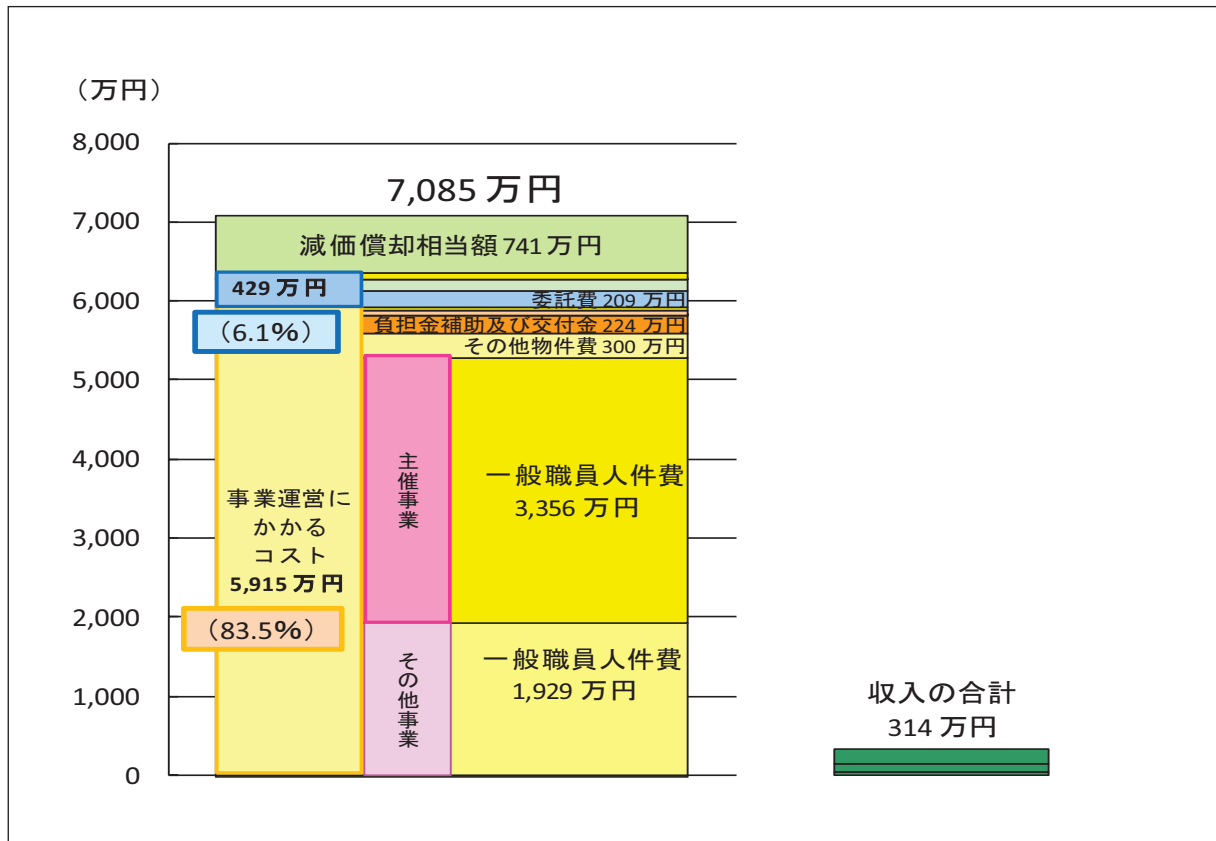 （万円）
8,000
7,000
6,000
5,000
4,000
3,000
2,000
1,000
0
7,085 万円
減価償却相当額 741 万円
429 万円
（6.1%）
委託費 209 万円
負担金補助及び交付金 224 万円
その他物件費 300 万円
事業運営に
かかる
コスト
5,915 万円
（83.5%）
主催事業
一般職員人件費
3,356 万円
その他事業
一般職員人件費
1,929 万円
収入の合計
314 万円